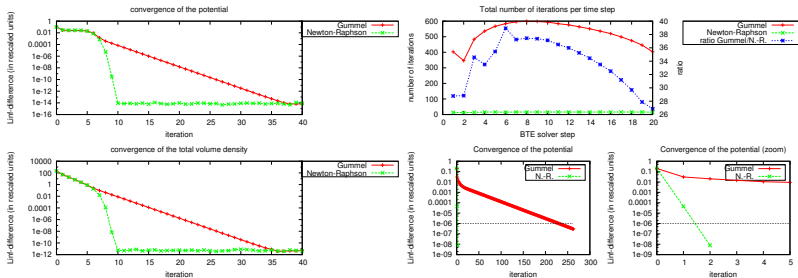 convergence of the potential
Linf-difference (in rescaled units)
1
0.01
0.0001
1e-06
1e-08
1e-10
1e-12
1e-14
1e-16
0 5 10 15 20 25 30 35 40
iteration
Gummel
Newton-Raphson
Total number of iterations per time step
number of iterations
600
500
400
300
200
100
0
0 2 4 6 8 10 12 14 16 18 20
BTE solver step
40
38
36
34
32
30
28
26
ratio
Gummel
Newton-Raphson
ratio Gummel/N.-R.
convergence of the total volume density
Linf-difference (in rescaled units)
10000
100
1
0.01
0.0001
1e-06
1e-08
1e-10
1e-12
0 5 10 15 20 25 30 35 40
iteration
Gummel
Newton-Raphson
Convergence of the potential
Linf-difference (in rescaled units)
1
0.1
0.01
0.001
0.0001
1e-05
1e-06
1e-07
1e-08
1e-09
0 50 100 150 200 250 300
iteration
Gummel
N.-R.
Convergence of the potential (zoom)
Linf-difference (in rescaled units)
1
0.1
0.01
0.001
0.0001
1e-05
1e-06
1e-07
1e-08
1e-09
0 1 2 3 4 5
iteration
Gummel
N.-R.